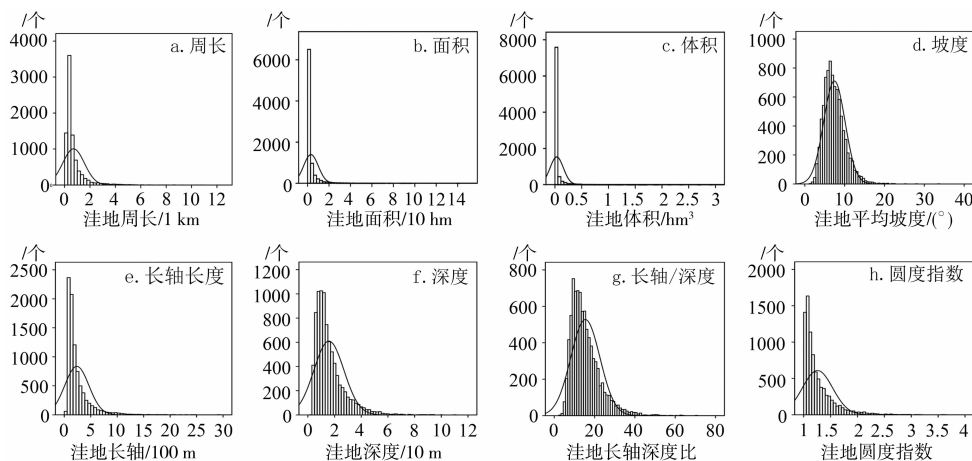 /个
a.周长
4000
3000
2000
1000
0
0 2 4 6 8 10 12
洼地周长/1 km
/个
b.面积
6000
4000
2000
0
0 2 4 6 8 10 1214
洼地面积/10 hm
/个
c.体积
8000
6000
4000
2000
0
0 0.5 1 1.5 2 2.5 3
洼地体积/hm³
/个
d.坡度
1000
800
600
400
200
0
0 10 20 30 40
洼地平均坡度/(°)
/个
e.长轴长度
2500
2000
1500
1000
500
0
0 5 10 15 20 25 30
洼地长轴/100 m
/个
f.深度
1200
1000
800
600
400
200
0
0 2 4 6 8 10 12
洼地深度/10 m
/个
g.长轴/深度
800
600
400
200
0
0 20 40 60 80
洼地长轴深度比
/个
h.圆度指数
2000
1500
1000
500
0
1 1.5 2 2.5 3 3.5 4
洼地圆度指数